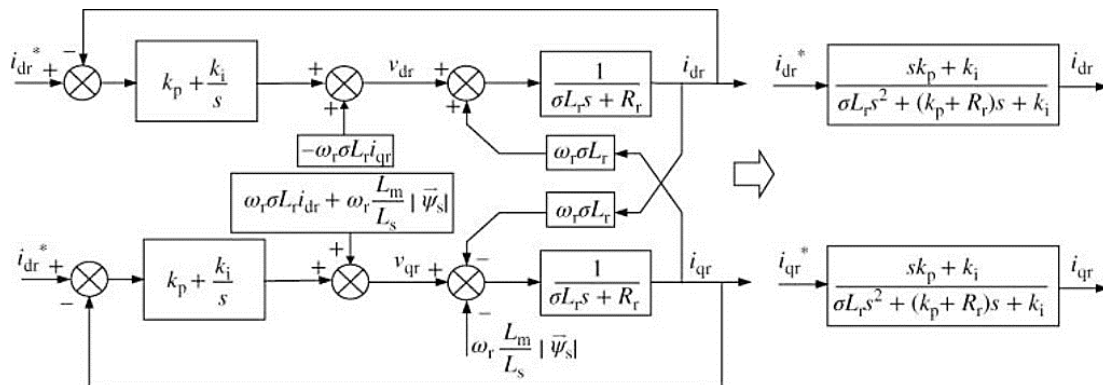 i_dr* + −
k_p + k_i/s
+ +
v_dr
+ +
1/(σL_r s + R_r)
i_dr
−ω_r σL_r i_qr
ω_r σL_r
ω_r σL_r i_dr + ω_r L_m/L_s |ψ⃗_s|
ω_r σL_r
i_dr* + −
k_p + k_i/s
+ +
v_qr
+ − −
1/(σL_r s + R_r)
i_qr
ω_r L_m/L_s |ψ⃗_s|
i_dr*
(sk_p + k_i)/(σL_r s² + (k_p + R_r)s + k_i)
i_dr
i_qr*
(sk_p + k_i)/(σL_r s² + (k_p + R_r)s + k_i)
i_qr